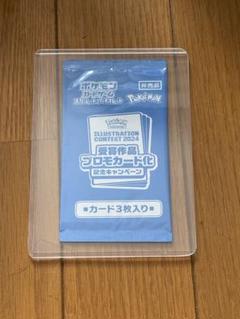 ポケモン
カードゲーム
非売品
Pokémon
ILLUSTRATION
CONTEST 2024
受賞作品
プロモカード化
記念キャンペーン
■カード3枚入り■